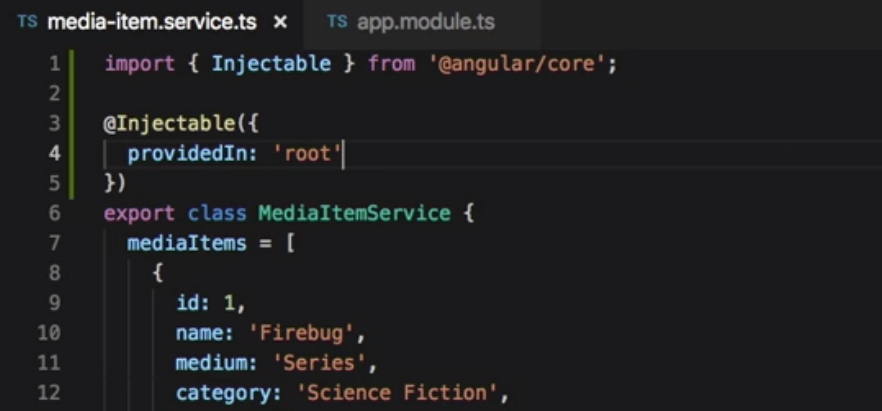 TS media-item.service.ts × TS app.module.ts
1 import { Injectable } from '@angular/core';
2
3 @Injectable({
4 providedIn: 'root'
5 })
6 export class MediaItemService {
7 mediaItems = [
8 {
9 id: 1,
10 name: 'Firebug',
11 medium: 'Series',
12 category: 'Science Fiction',